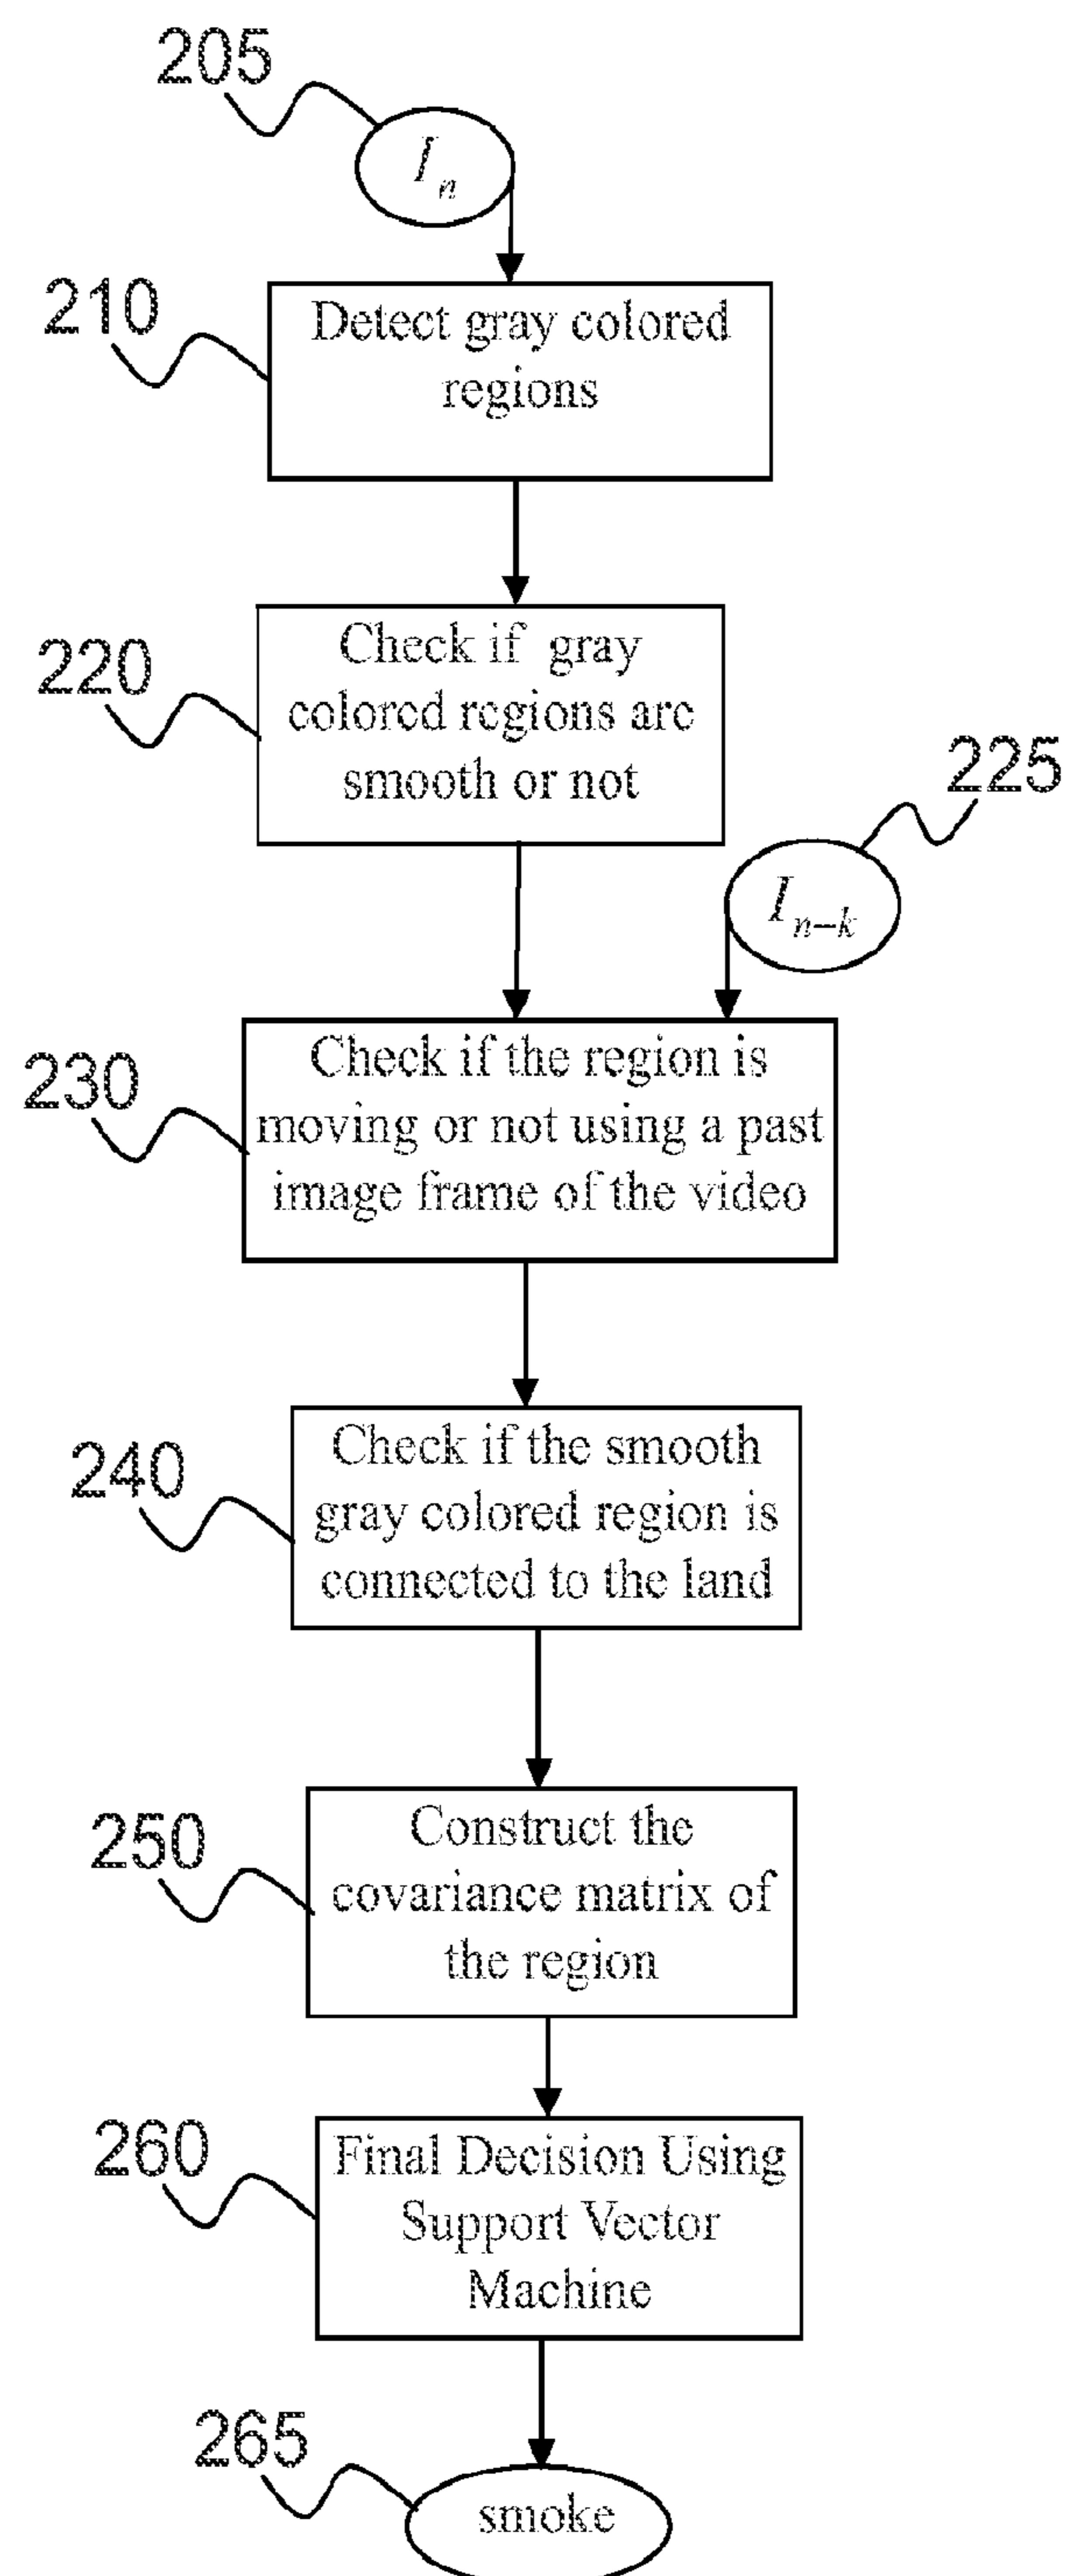 205
I_n
210
Detect gray colored
regions
220
Check if gray
colored regions are
smooth or not
225
I_{n-k}
230
Check if the region is
moving or not using a past
image frame of the video
240
Check if the smooth
gray colored region is
connected to the land
250
Construct the
covariance matrix of
the region
260
Final Decision Using
Support Vector
Machine
265
smoke